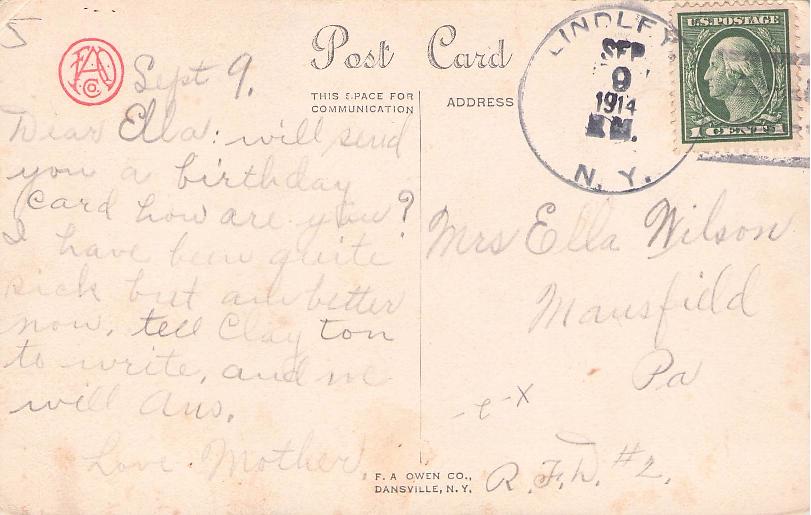 5
FAO Co.
Sept 9.
Post Card
THIS SPACE FOR
COMMUNICATION
ADDRESS
LINDLEY
SEP
9
1914
N. Y.
U.S. POSTAGE
1 CENT 1
Dear Ella: will send
you a birthday
Card how are you?
I have been quite
sick but am better
now. tell Clayton
to write, and we
will Ans.
Love Mother.
Mrs Ella Wilson
Mansfield
Pa
R.F.D. #2.
F. A OWEN CO.,
DANSVILLE, N.Y.